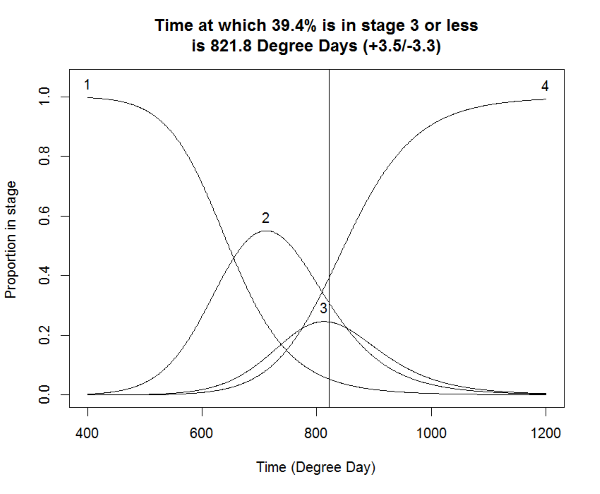 Time at which 39.4% is in stage 3 or less
is 821.8 Degree Days (+3.5/-3.3)
1
4
2
3
Proportion in stage
1.0
0.8
0.6
0.4
0.2
0.0
400 600 800 1000 1200
Time (Degree Day)